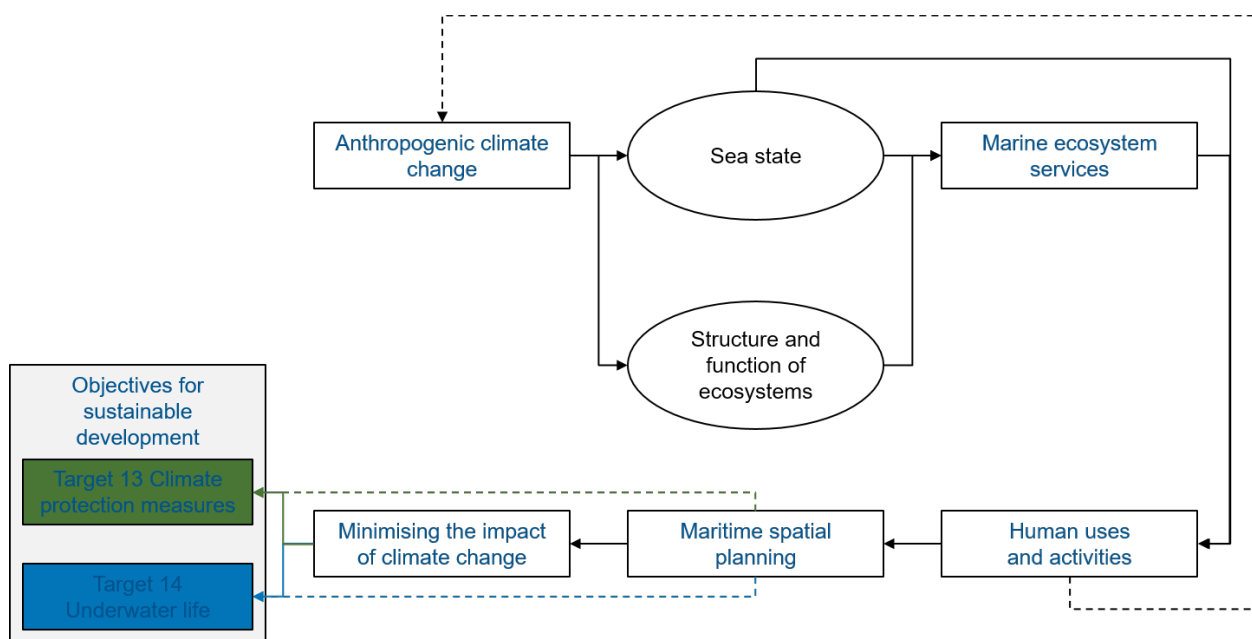 Anthropogenic climate
change
Sea state
Marine ecosystem
services
Structure and
function of
ecosystems
Objectives for
sustainable
development
Target 13 Climate
protection measures
Target 14
Underwater life
Minimising the impact
of climate change
Maritime spatial
planning
Human uses
and activities